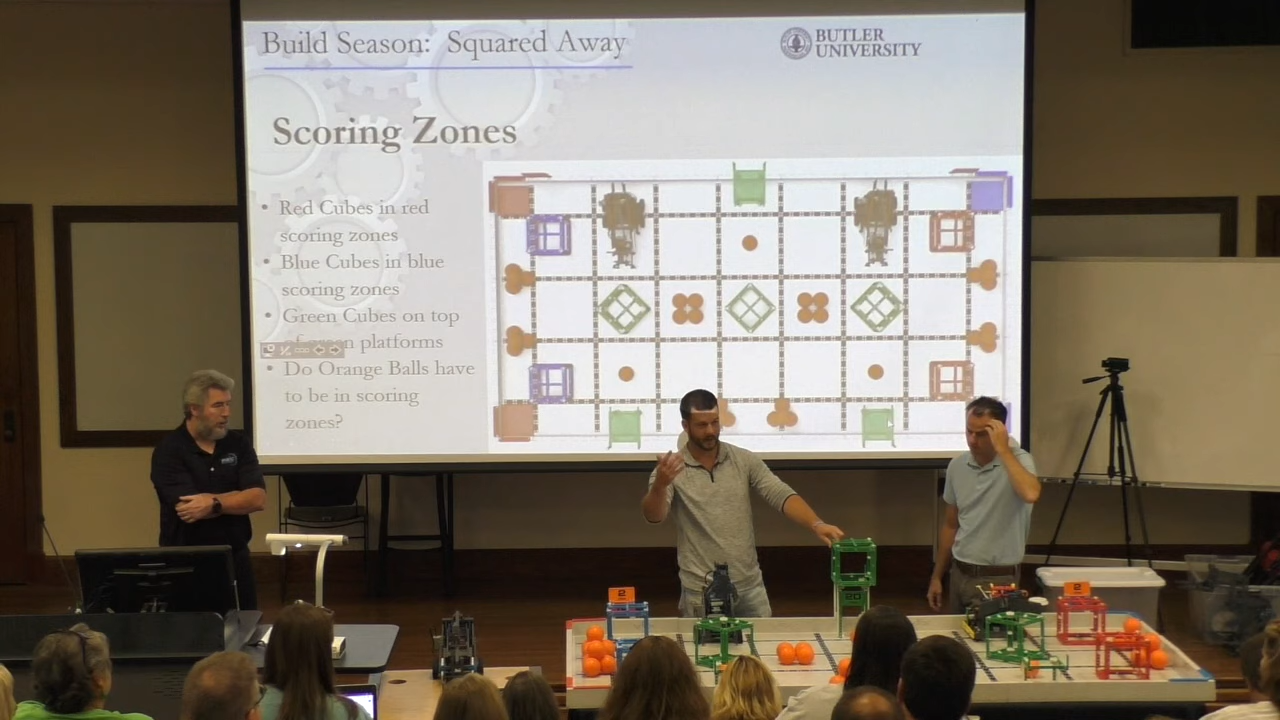 Build Season: Squared Away
BUTLER
UNIVERSITY
Scoring Zones
• Red Cubes in red
scoring zones
• Blue Cubes in blue
scoring zones
• Green Cubes on top
platforms
• Do Orange Balls have
to be in scoring
zones?
2
20
2